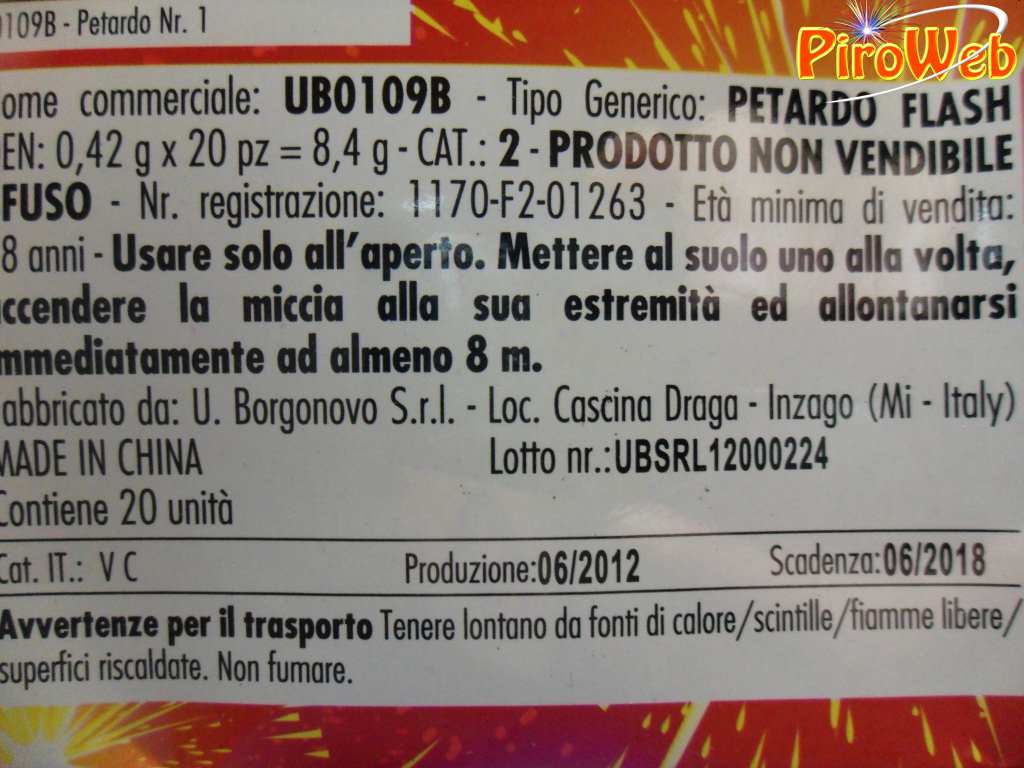 0109B - Petardo Nr. 1
PiroWeb
ome commerciale: UB0109B - Tipo Generico: PETARDO FLASH
EN: 0,42 g x 20 pz = 8,4 g - CAT.: 2 - PRODOTTO NON VENDIBILE
FUSO - Nr. registrazione: 1170-F2-01263 - Età minima di vendita:
8 anni - Usare solo all'aperto. Mettere al suolo uno alla volta,
ccendere la miccia alla sua estremità ed allontanarsi
mmediatamente ad almeno 8 m.
abbricato da: U. Borgonovo S.r.l. - Loc. Cascina Draga - Inzago (Mi - Italy)
MADE IN CHINA Lotto nr.:UBSRL12000224
Contiene 20 unità
Cat. IT.: V C Produzione:06/2012 Scadenza:06/2018
Avvertenze per il trasporto Tenere lontano da fonti di calore/scintille/fiamme libere/
superfici riscaldate. Non fumare.